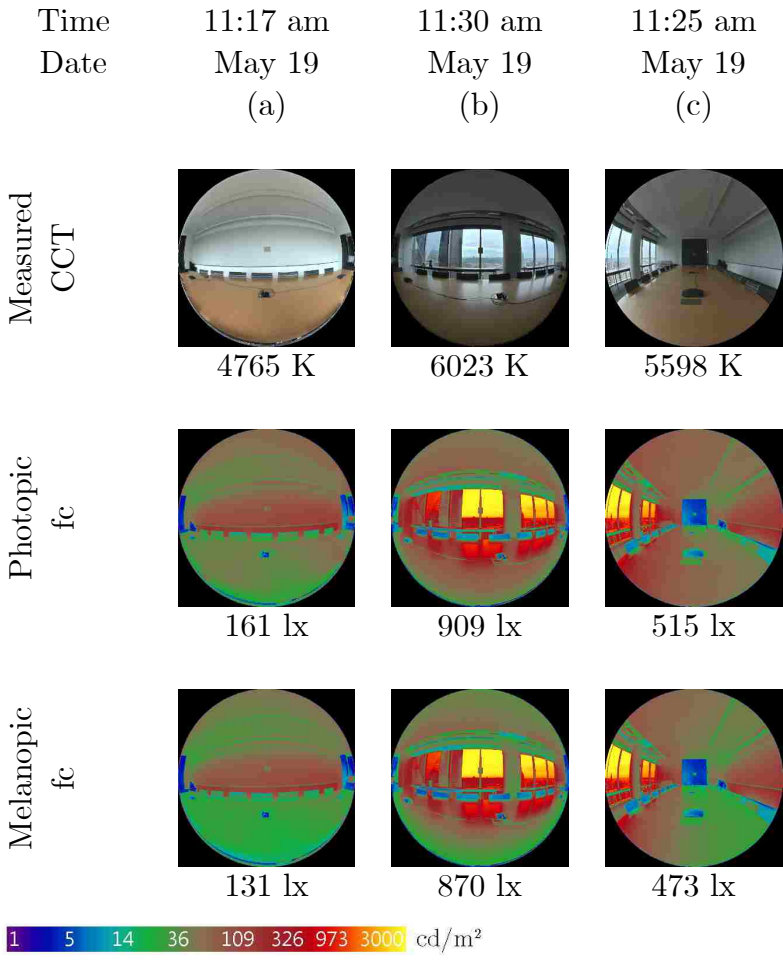 Time 11:17 am 11:30 am 11:25 am
Date May 19 May 19 May 19
(a) (b) (c)
Measured
CCT
4765 K 6023 K 5598 K
Photopic
fc
161 lx 909 lx 515 lx
Melanopic
fc
131 lx 870 lx 473 lx
1 5 14 36 109 326 973 3000 cd/m²